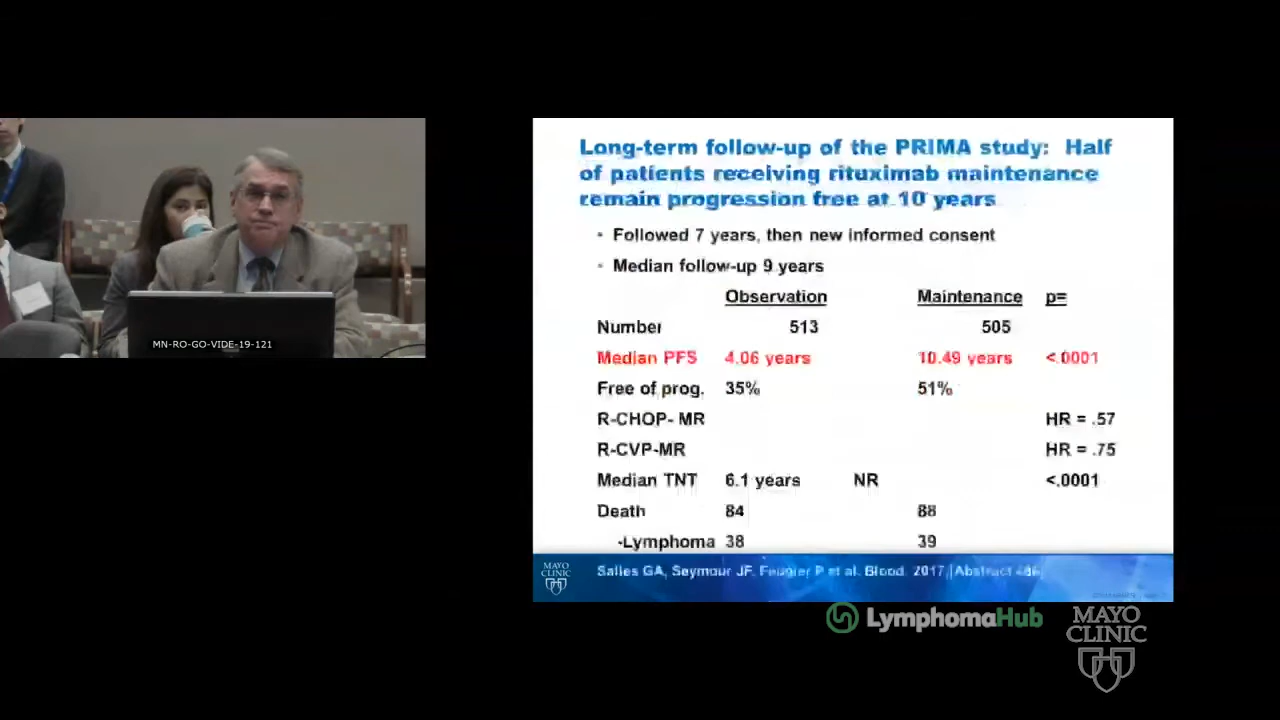 MN-RO-GO-VIDE-19-121
Long-term follow-up of the PRIMA study: Half
of patients receiving rituximab maintenance
remain progression free at 10 years
• Followed 7 years, then new informed consent
• Median follow-up 9 years
Observation Maintenance p=
Number 513 505
Median PFS 4.06 years 10.49 years <.0001
Free of prog. 35% 51%
R-CHOP- MR HR = .57
R-CVP-MR HR = .75
Median TNT 6.1 years NR <.0001
Death 84 88
-Lymphoma 38 39
MAYO
CLINIC
Salles GA, Seymour JF, Feugier P et al. Blood. 2017, Abstract
LymphomaHub
MAYO
CLINIC